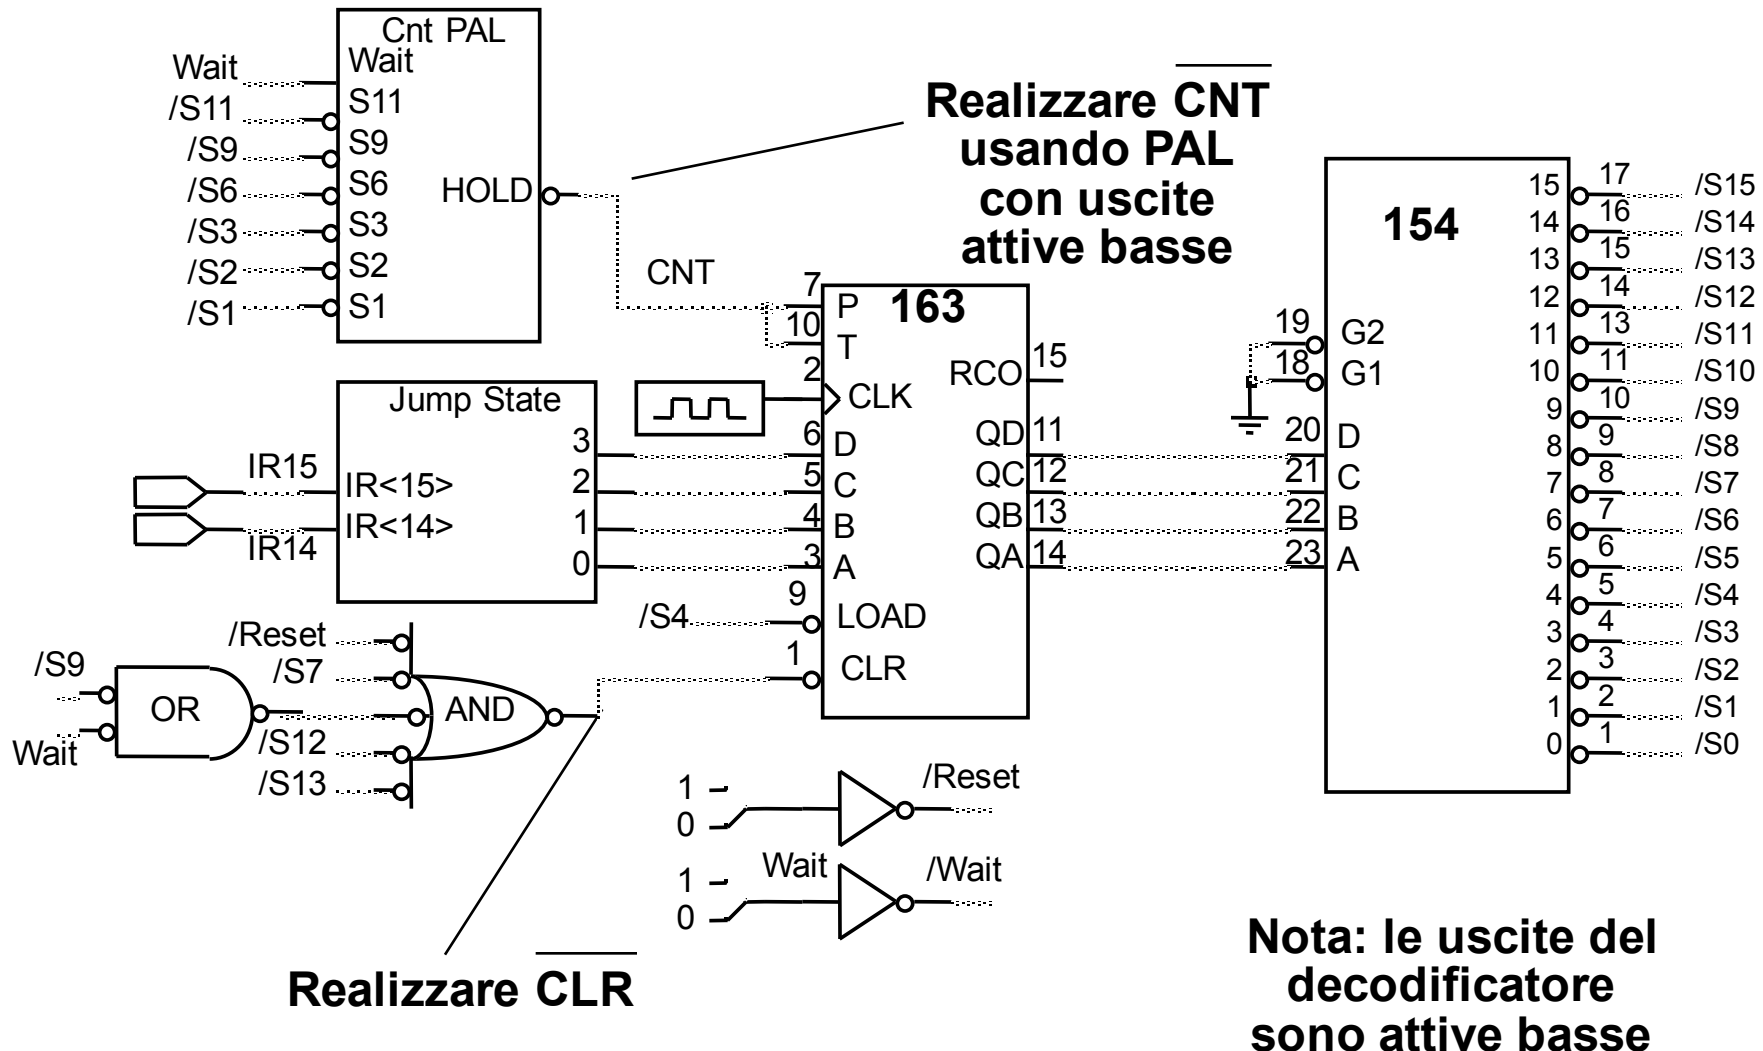 Cnt PAL
Wait
Wait
/S11
S11
/S9
S9
/S6
S6
HOLD
/S3
S3
/S2
S2
/S1
S1
Realizzare CNT
usando PAL
con uscite
attive basse
CNT
Jump State
IR15
IR<15>
IR14
IR<14>
3
2
1
0
163
7
P
10
T
2
CLK
6
D
5
C
4
B
3
A
9
/S4
LOAD
1
CLR
RCO
15
QD
11
QC
12
QB
13
QA
14
154
19
G2
18
G1
20
D
21
C
22
B
23
A
15
17
/S15
14
16
/S14
13
15
/S13
12
14
/S12
11
13
/S11
10
11
/S10
9
10
/S9
8
9
/S8
7
8
/S7
6
7
/S6
5
6
/S5
4
5
/S4
3
4
/S3
2
3
/S2
1
2
/S1
0
1
/S0
/Reset
/S9
/S7
OR
AND
Wait
/S12
/S13
1
0
/Reset
1
0
Wait
/Wait
Realizzare CLR
Nota: le uscite del
decodificatore
sono attive basse